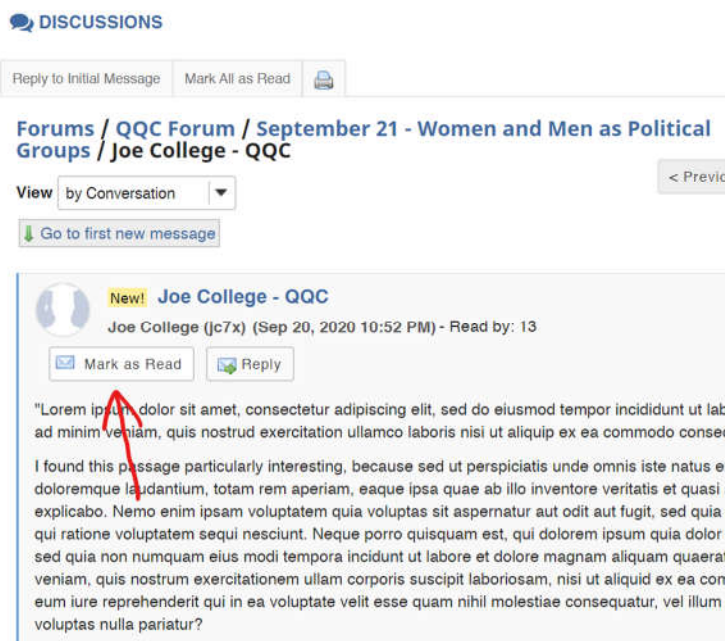 DISCUSSIONS
Reply to Initial Message Mark All as Read
Forums / QQC Forum / September 21 - Women and Men as Political
Groups / Joe College - QQC
< Previo
View by Conversation
Go to first new message
New! Joe College - QQC
Joe College (jc7x) (Sep 20, 2020 10:52 PM) - Read by: 13
Mark as Read Reply
"Lorem ipsum dolor sit amet, consectetur adipiscing elit, sed do eiusmod tempor incididunt ut lab
ad minim veniam, quis nostrud exercitation ullamco laboris nisi ut aliquip ex ea commodo conseq
I found this passage particularly interesting, because sed ut perspiciatis unde omnis iste natus e
doloremque laudantium, totam rem aperiam, eaque ipsa quae ab illo inventore veritatis et quasi
explicabo. Nemo enim ipsam voluptatem quia voluptas sit aspernatur aut odit aut fugit, sed quia
qui ratione voluptatem sequi nesciunt. Neque porro quisquam est, qui dolorem ipsum quia dolor
sed quia non numquam eius modi tempora incidunt ut labore et dolore magnam aliquam quaerat
veniam, quis nostrum exercitationem ullam corporis suscipit laboriosam, nisi ut aliquid ex ea com
eum iure reprehenderit qui in ea voluptate velit esse quam nihil molestiae consequatur, vel illum
voluptas nulla pariatur?